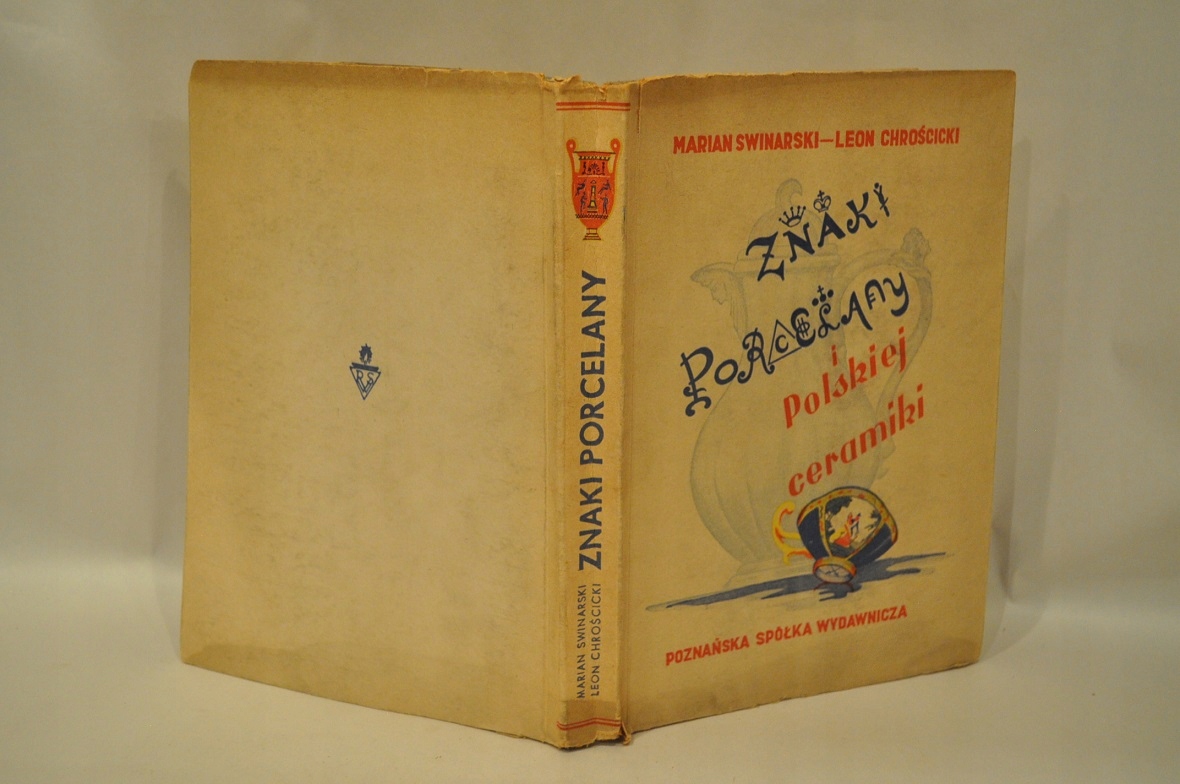 MARIAN SWINARSKI—LEON CHROŚCICKI
ZNAKI
PORCELANY
i
Polskiej
ceramiki
POZNAŃSKA SPÓŁKA WYDAWNICZA
ZNAKI PORCELANY
MARIAN SWINARSKI
LEON CHROŚCICKI